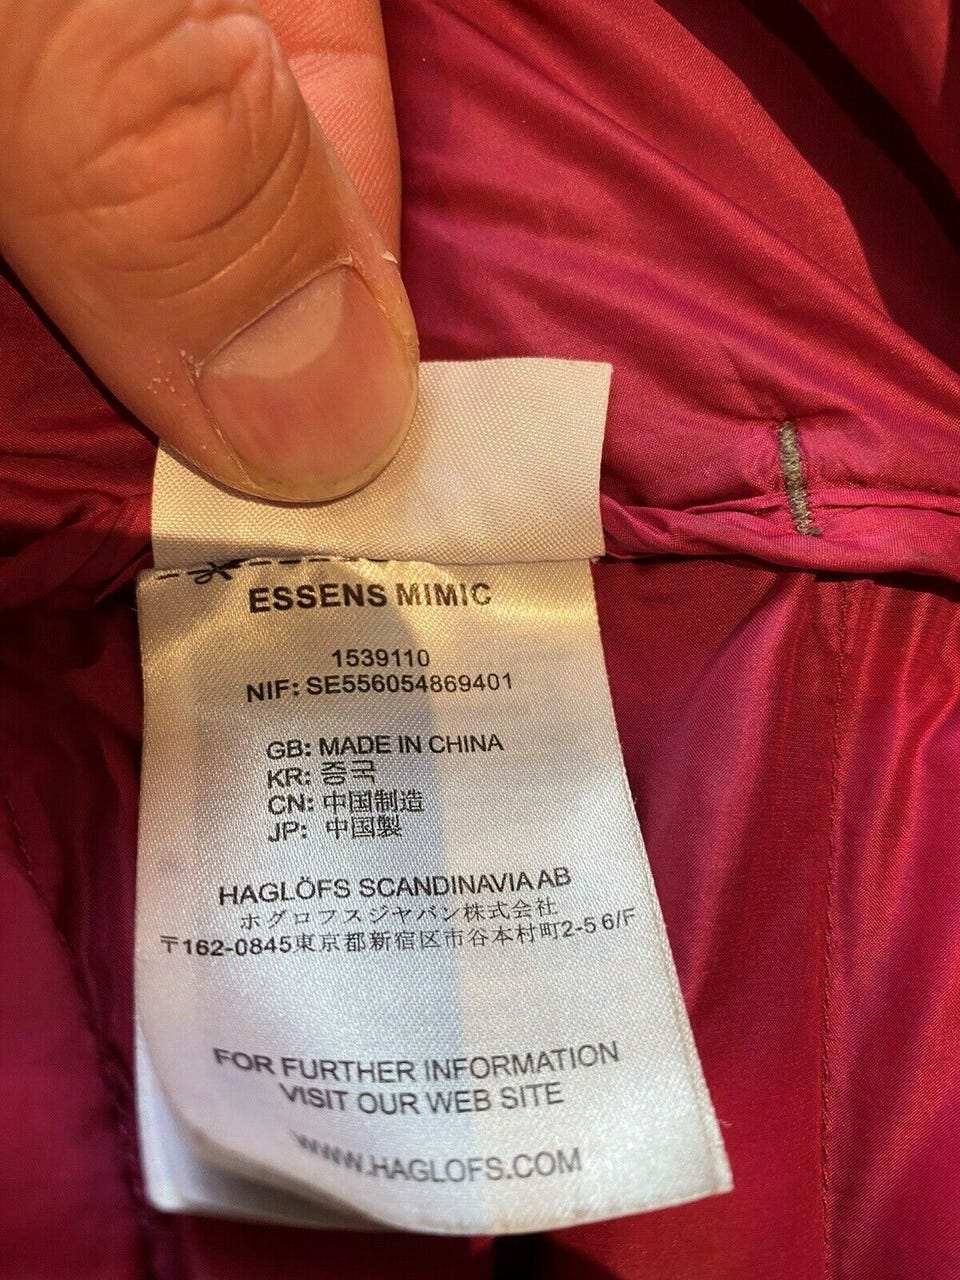 ESSENS MIMIC
1539110
NIF: SE556054869401
GB: MADE IN CHINA
KR: 중국
CN: 中国制造
JP: 中国製
HAGLÖFS SCANDINAVIA AB
ホグロフスジヤパン株式会社
〒162-0845東京都新宿区市谷本村町2-5 6/F
FOR FURTHER INFORMATION
VISIT OUR WEB SITE
WWW.HAGLOFS.COM